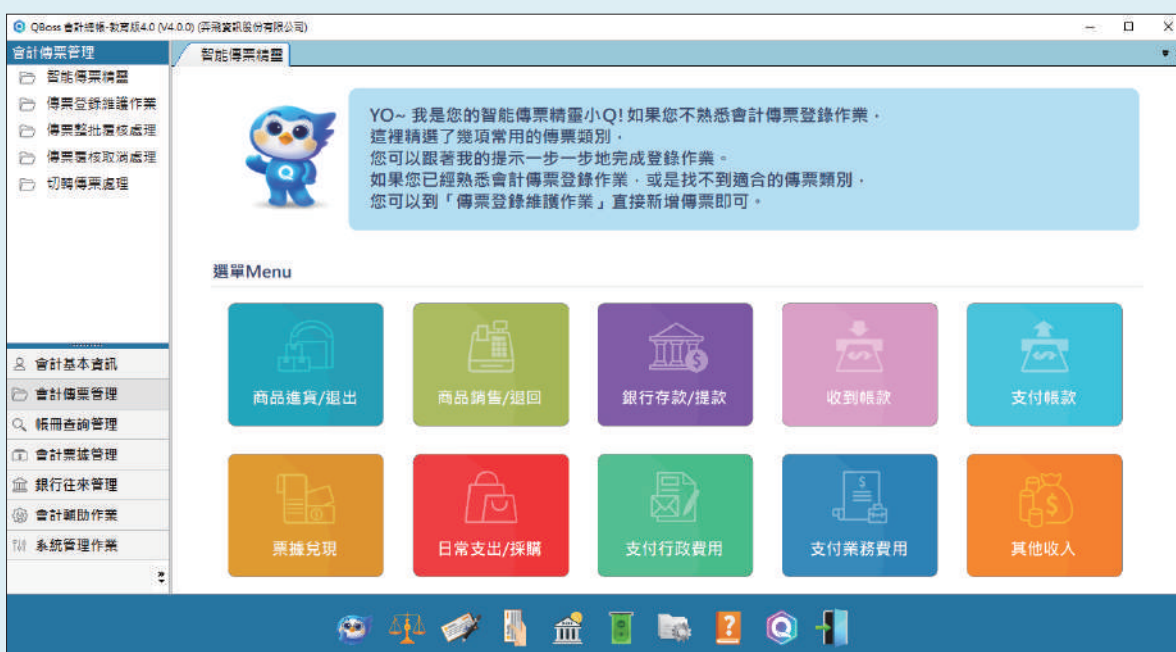 QBoss 會計總帳-教育版4.0 (V4.0.0) (弈飛資訊股份有限公司)
會計傳票管理
智能傳票精靈
智能傳票精靈
傳票登錄維護作業
傳票整批覆核處理
傳票覆核取消處理
切轉傳票處理
YO~ 我是您的智能傳票精靈小Q! 如果您不熟悉會計傳票登錄作業，
這裡精選了幾項常用的傳票類別，
您可以跟著我的提示一步一步地完成登錄作業。
如果您已經熟悉會計傳票登錄作業，或是找不到適合的傳票類別，
您可以到「傳票登錄維護作業」直接新增傳票即可。
選單Menu
商品進貨/退出
商品銷售/退回
銀行存款/提款
收到帳款
支付帳款
票據兌現
日常支出/採購
支付行政費用
支付業務費用
其他收入
會計基本資訊
會計傳票管理
帳冊查詢管理
會計票據管理
銀行往來管理
會計輔助作業
系統管理作業